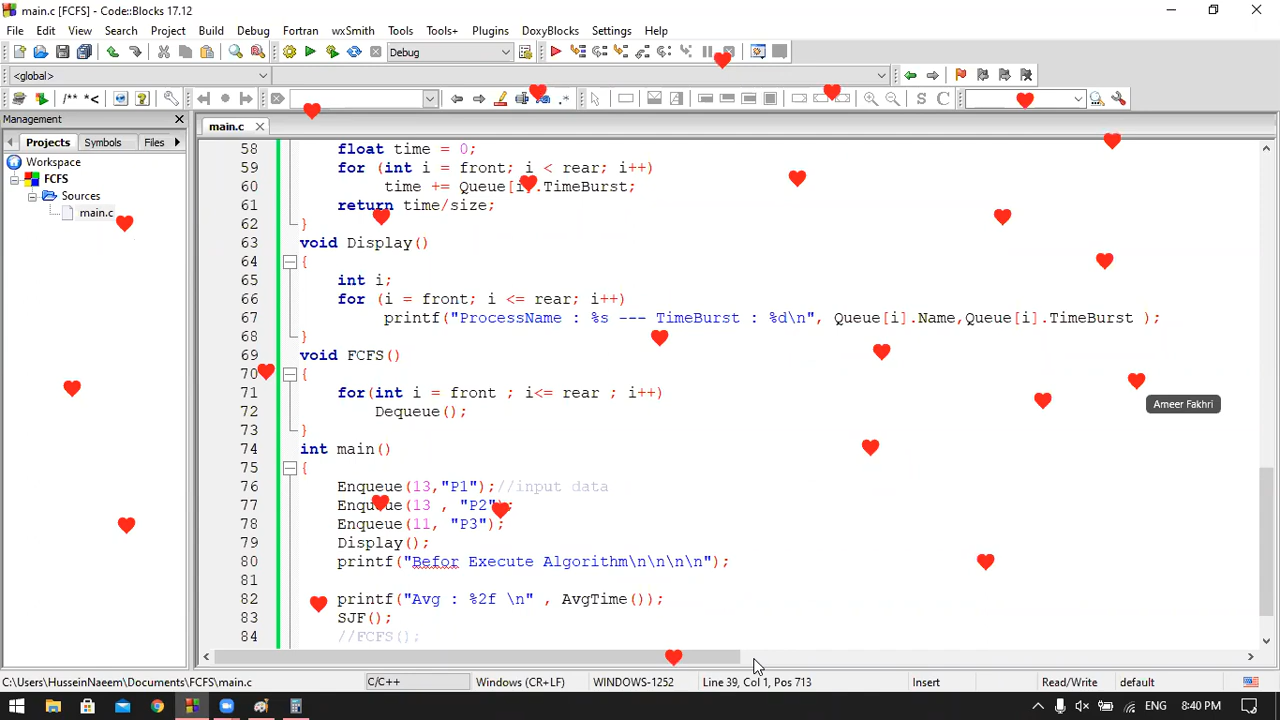 main.c [FCFS] - Code::Blocks 17.12
File Edit View Search Project Build Debug Fortran wxSmith Tools Tools+ Plugins DoxyBlocks Settings Help
Debug
<global>
/** *<
S C
Management
main.c
Projects Symbols Files
Workspace
FCFS
Sources
main.c
58 float time = 0;
59 for (int i = front; i < rear; i++)
60 time += Queue[i].TimeBurst;
61 return time/size;
62 }
63 void Display()
64 {
65 int i;
66 for (i = front; i <= rear; i++)
67 printf("ProcessName : %s --- TimeBurst : %d\n", Queue[i].Name,Queue[i].TimeBurst );
68 }
69 void FCFS()
70 {
71 for(int i = front ; i<= rear ; i++)
72 Dequeue();
73 }
74 int main()
75 {
76 Enqueue(13,"P1");//input data
77 Enqueue(13 , "P2");
78 Enqueue(11, "P3");
79 Display();
80 printf("Befor Execute Algorithm\n\n\n\n");
81
82 printf("Avg : %2f \n" , AvgTime());
83 SJF();
84 //FCFS();
Ameer Fakhri
C:\Users\HusseinNaeem\Documents\FCFS\main.c C/C++ Windows (CR+LF) WINDOWS-1252 Line 39, Col 1, Pos 713 Insert Read/Write default
ENG 8:40 PM